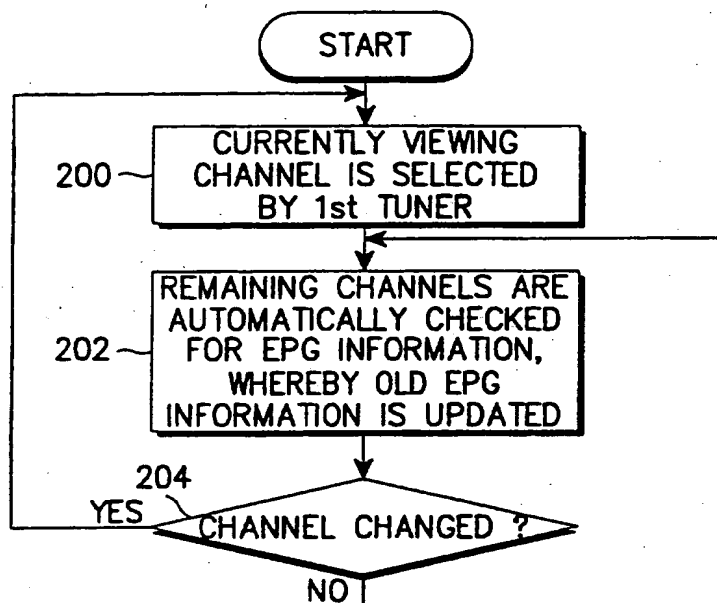 START
200
CURRENTLY VIEWING
CHANNEL IS SELECTED
BY 1st TUNER
202
REMAINING CHANNELS ARE
AUTOMATICALLY CHECKED
FOR EPG INFORMATION,
WHEREBY OLD EPG
INFORMATION IS UPDATED
204
YES
CHANNEL CHANGED ?
NO